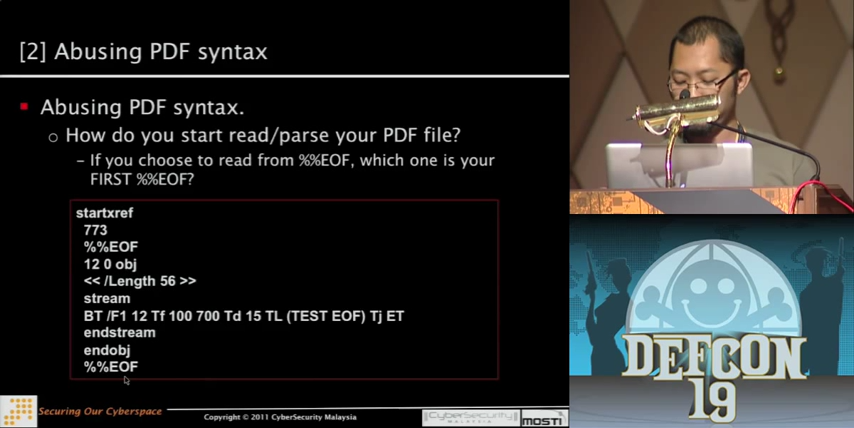 [2] Abusing PDF syntax
Abusing PDF syntax.
How do you start read/parse your PDF file?
– If you choose to read from %%EOF, which one is your
FIRST %%EOF?
startxref
773
%%EOF
12 0 obj
<< /Length 56 >>
stream
BT /F1 12 Tf 100 700 Td 15 TL (TEST EOF) Tj ET
endstream
endobj
%%EOF
Securing Our Cyberspace
Copyright © 2011 CyberSecurity Malaysia
CyberSecurity
MALAYSIA
MOSTI
DEFCON
19